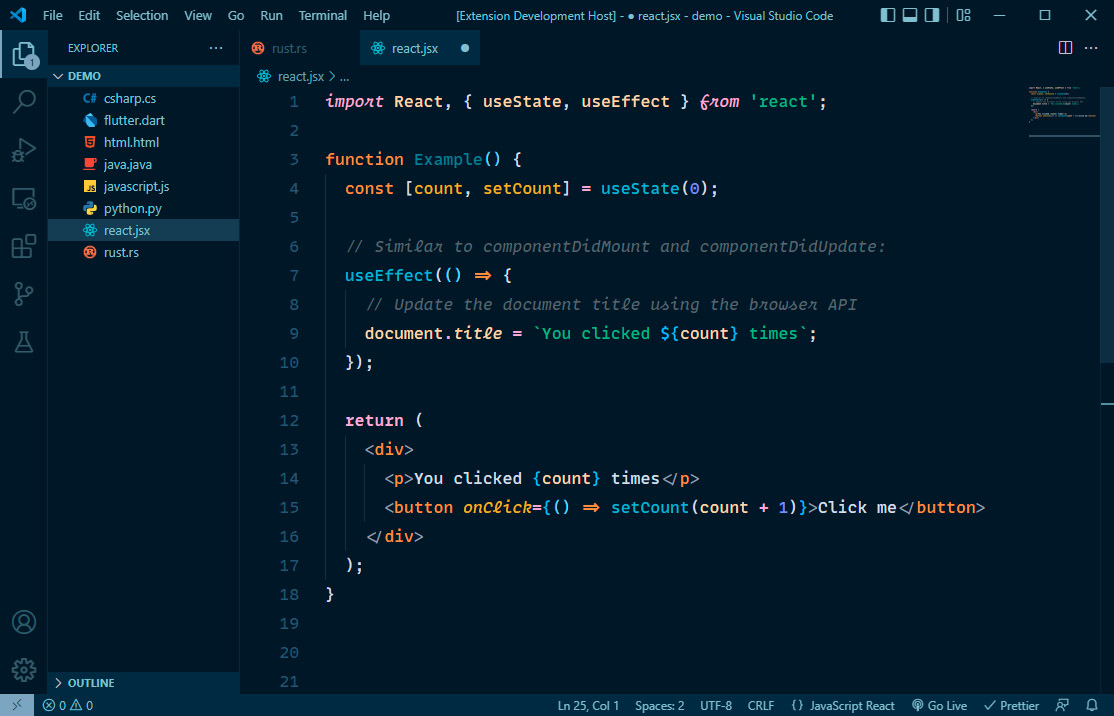 File Edit Selection View Go Run Terminal Help [Extension Development Host] - ● react.jsx - demo - Visual Studio Code
EXPLORER ...
DEMO
C# csharp.cs
flutter.dart
html.html
java.java
JS javascript.js
python.py
react.jsx
rust.rs
OUTLINE
1
rust.rs react.jsx ●
react.jsx > ...
1 import React, { useState, useEffect } from 'react';
2
3 function Example() {
4 const [count, setCount] = useState(0);
5
6 // Similar to componentDidMount and componentDidUpdate:
7 useEffect(() => {
8 // Update the document title using the browser API
9 document.title = `You clicked ${count} times`;
10 });
11
12 return (
13 <div>
14 <p>You clicked {count} times</p>
15 <button onClick={() => setCount(count + 1)}>Click me</button>
16 </div>
17 );
18 }
19
20
21
0 0 Ln 25, Col 1 Spaces: 2 UTF-8 CRLF {} JavaScript React Go Live Prettier